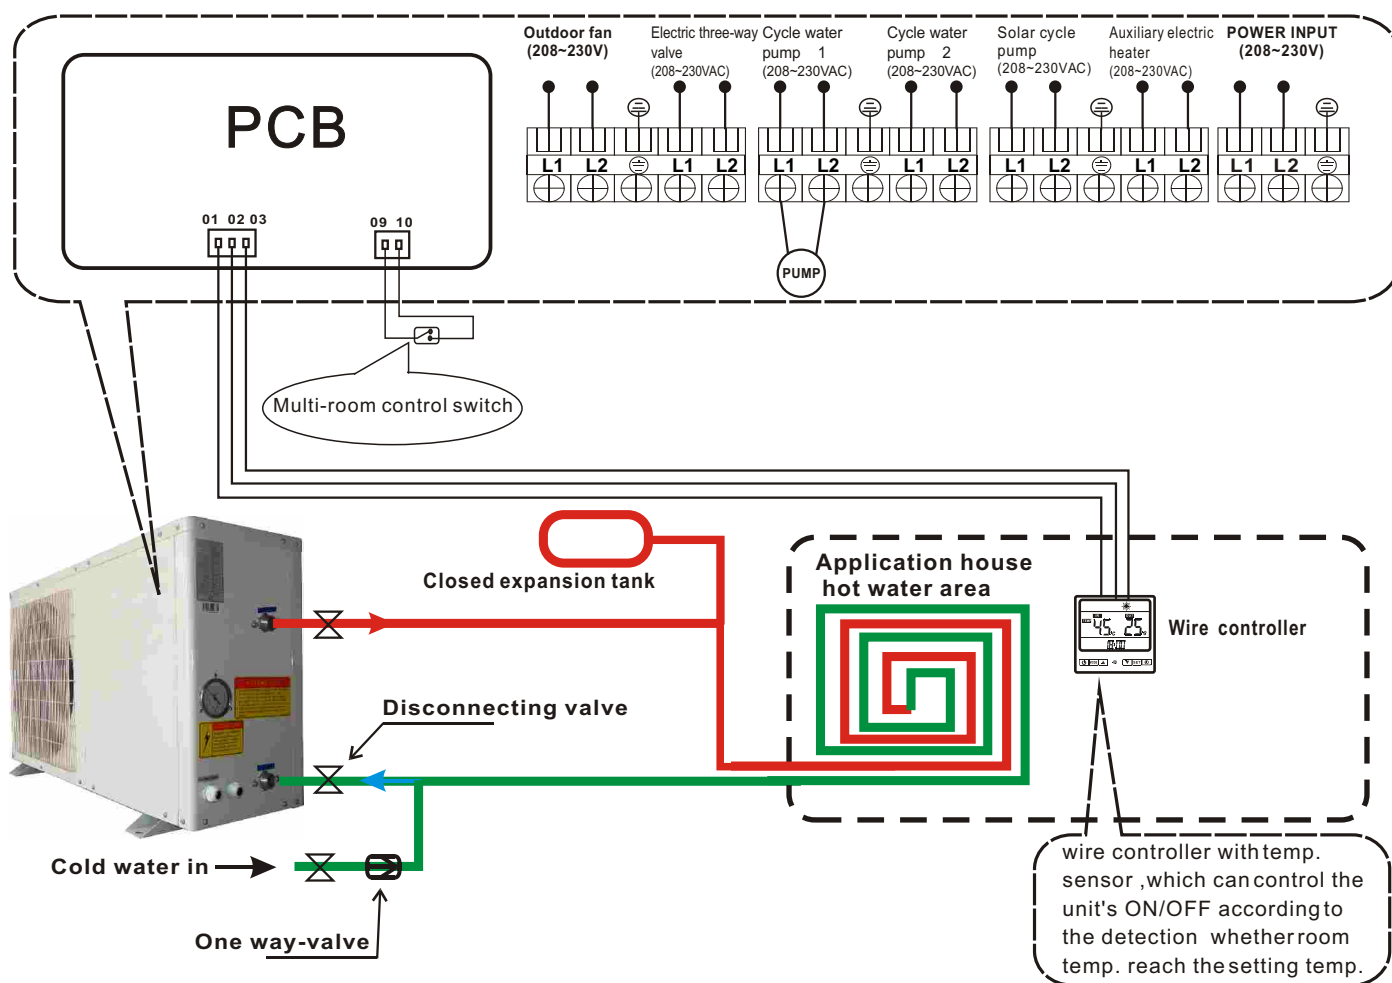 Outdoor fan
(208~230V)
Electric three-way
valve
(208~230VAC)
Cycle water
pump 1
(208~230VAC)
Cycle water
pump 2
(208~230VAC)
Solar cycle
pump
(208~230VAC)
Auxiliary electric
heater
(208~230VAC)
POWER INPUT
(208~230V)
PCB
L1 L2 L1 L2 L1 L2 L1 L2 L1 L2 L1 L2 L1 L2
01 02 03
09 10
PUMP
Multi-room control switch
Closed expansion tank
Application house
hot water area
45 25
Wire controller
Disconnecting valve
Cold water in
One way-valve
wire controller with temp.
sensor ,which can control the
unit's ON/OFF according to
the detection whether room
temp. reach the setting temp.